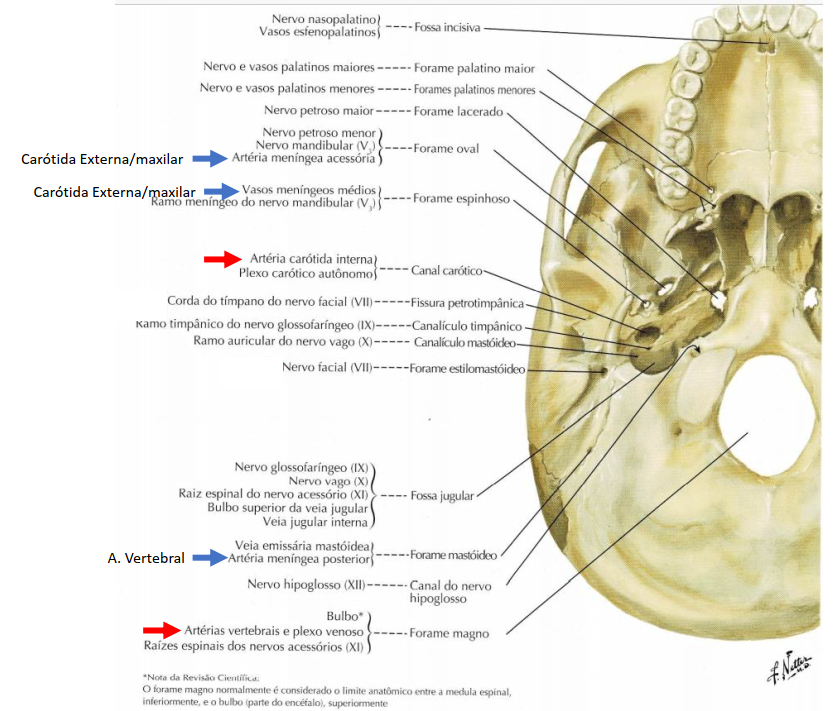 Nervo nasopalatino
Vasos esfenopalatinos
Fossa incisiva
Nervo e vasos palatinos maiores
Forame palatino maior
Nervo e vasos palatinos menores
Forames palatinos menores
Nervo petroso maior
Forame lacerado
Nervo petroso menor
Nervo mandibular (V3)
Carótida Externa/maxilar
Artéria meníngea acessória
Forame oval
Carótida Externa/maxilar
Vasos meníngeos médios
Ramo meníngeo do nervo mandibular (V3)
Forame espinhoso
Artéria carótida interna
Plexo carótico autônomo
Canal carótico
Corda do tímpano do nervo facial (VII)
Fissura petrotimpânica
Ramo timpânico do nervo glossofaríngeo (IX)
Canalículo timpânico
Ramo auricular do nervo vago (X)
Canalículo mastóideo
Nervo facial (VII)
Forame estilomastóideo
Nervo glossofaríngeo (IX)
Nervo vago (X)
Raiz espinal do nervo acessório (XI)
Bulbo superior da veia jugular
Veia jugular interna
Fossa jugular
Veia emissária mastóidea
A. Vertebral
Artéria meníngea posterior
Forame mastóideo
Nervo hipoglosso (XII)
Canal do nervo
hipoglosso
Bulbo*
Artérias vertebrais e plexo venoso
Raízes espinais dos nervos acessórios (XI)
Forame magno
*Nota da Revisão Científica:
O forame magno normalmente é considerado o limite anatômico entre a medula espinal,
inferiormente, e o bulbo (parte do encéfalo), superiormente
F. Netter
M.D.